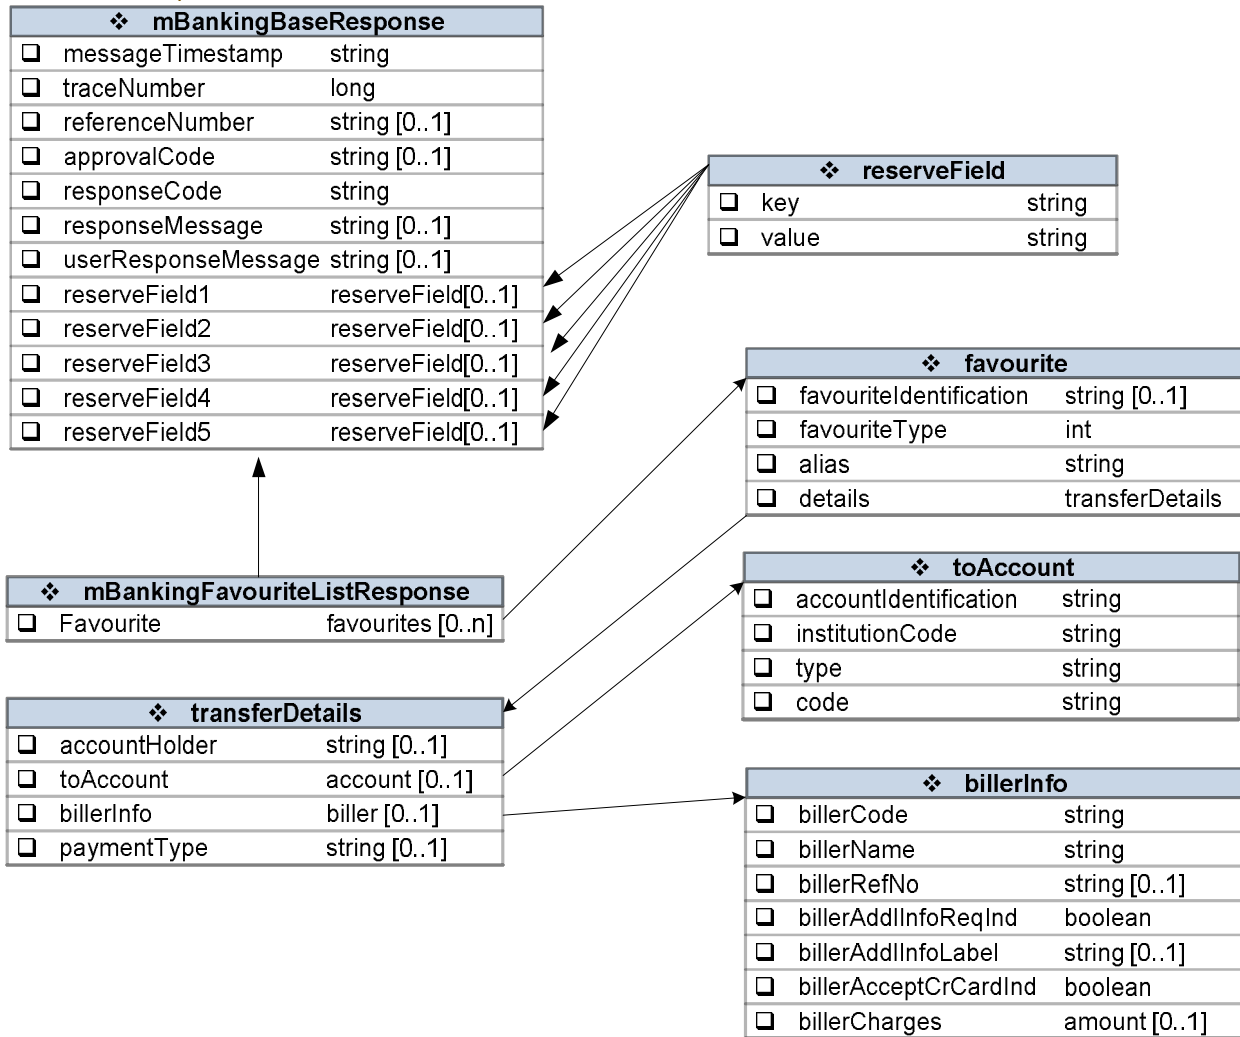 mBankingBaseResponse
messageTimestamp string
traceNumber long
referenceNumber string [0..1]
approvalCode string [0..1]
responseCode string
responseMessage string [0..1]
userResponseMessage string [0..1]
reserveField1 reserveField[0..1]
reserveField2 reserveField[0..1]
reserveField3 reserveField[0..1]
reserveField4 reserveField[0..1]
reserveField5 reserveField[0..1]
reserveField
key string
value string
favourite
favouriteIdentification string [0..1]
favouriteType int
alias string
details transferDetails
mBankingFavouriteListResponse
Favourite favourites [0..n]
toAccount
accountIdentification string
institutionCode string
type string
code string
transferDetails
accountHolder string [0..1]
toAccount account [0..1]
billerInfo biller [0..1]
paymentType string [0..1]
billerInfo
billerCode string
billerName string
billerRefNo string [0..1]
billerAddlInfoReqInd boolean
billerAddlInfoLabel string [0..1]
billerAcceptCrCardInd boolean
billerCharges amount [0..1]